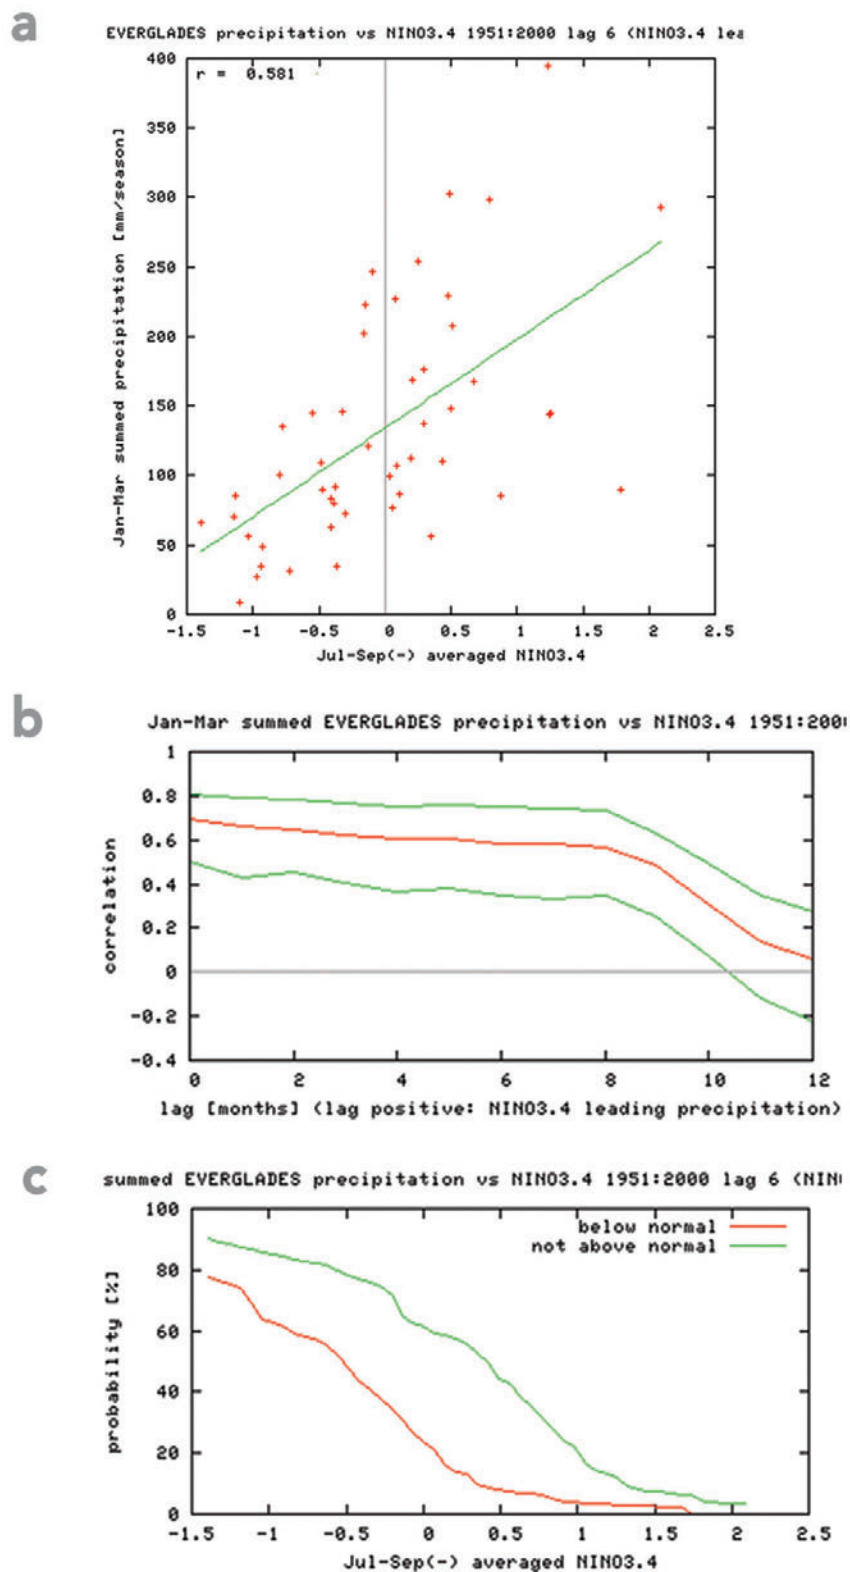 a
EVERGLADES precipitation vs NINO3.4 1951:2000 lag 6 (NINO3.4 lea
400
350
300
250
200
150
100
50
0
r = 0.581
Jan-Mar summed precipitation [mm/season]
-1.5 -1 -0.5 0 0.5 1 1.5 2 2.5
Jul-Sep(-) averaged NINO3.4
b
Jan-Mar summed EVERGLADES precipitation vs NINO3.4 1951:200
1
0.8
0.6
0.4
0.2
0
-0.2
-0.4
correlation
0 2 4 6 8 10 12
lag [months] (lag positive: NINO3.4 leading precipitation)
c
summed EVERGLADES precipitation vs NINO3.4 1951:2000 lag 6 (NIN
100
80
60
40
20
0
below normal
not above normal
probability [%]
-1.5 -1 -0.5 0 0.5 1 1.5 2 2.5
Jul-Sep(-) averaged NINO3.4